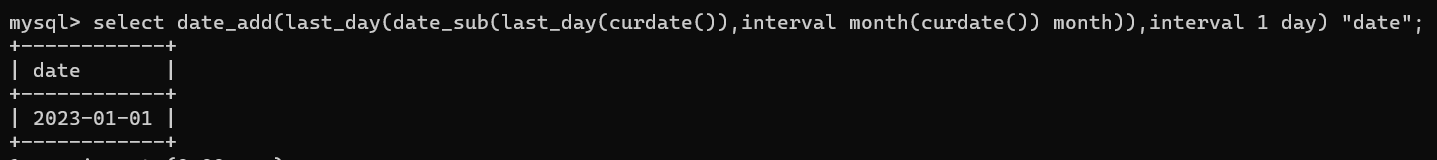 mysql> select date_add(last_day(date_sub(last_day(curdate()),interval month(curdate()) month)),interval 1 day) "date";
+------------+
| date       |
+------------+
| 2023-01-01 |
+------------+